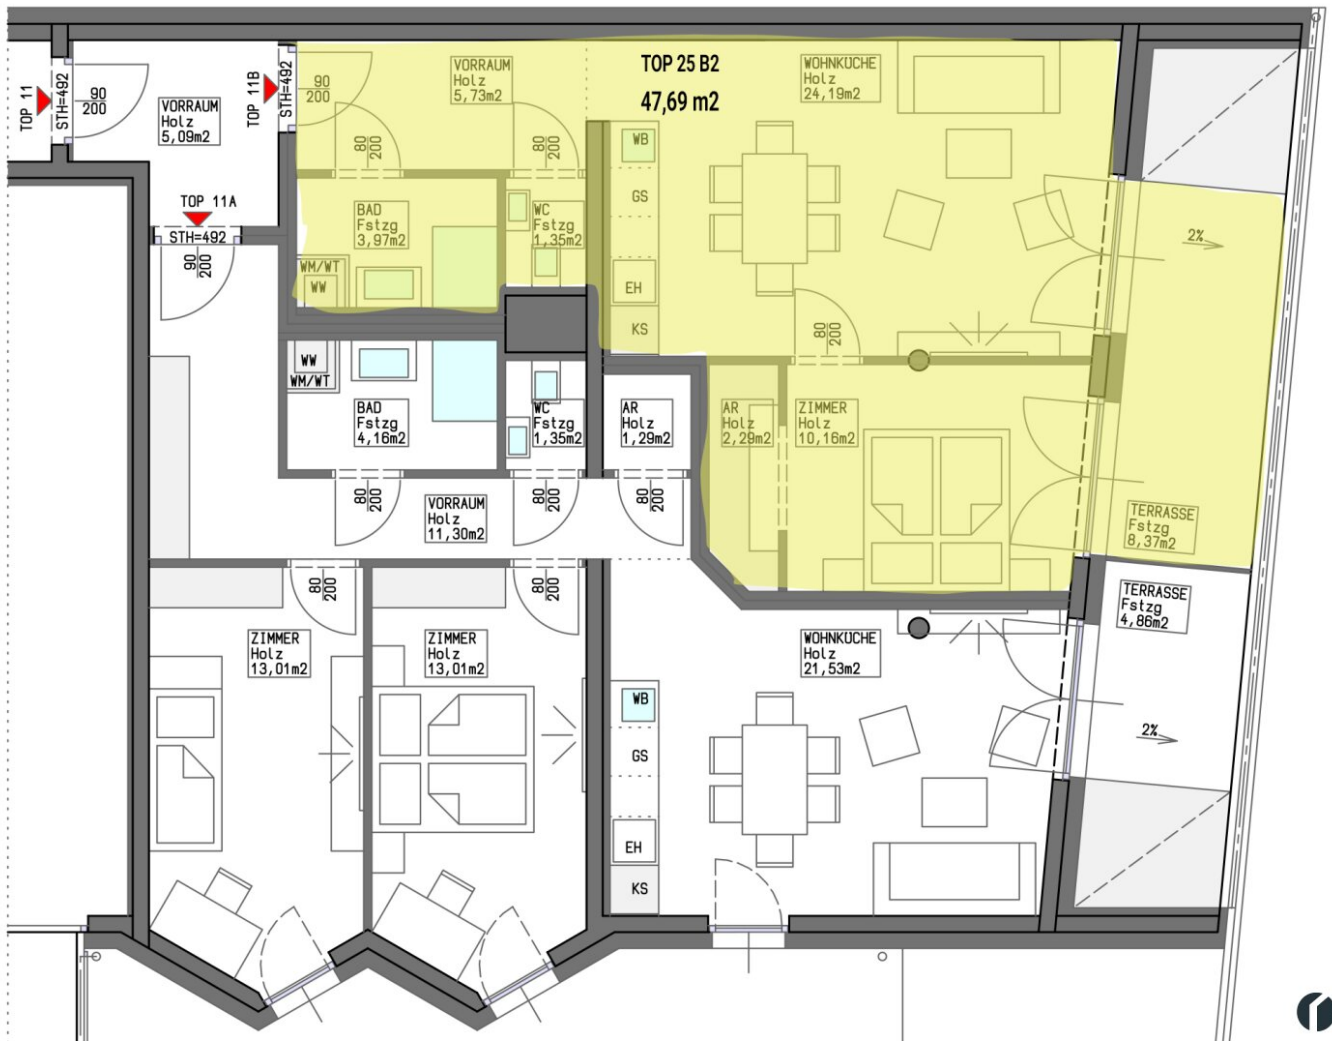 TOP 25 B2
47,69 m2
TOP 11
STH=492
90
200
VORRAUM
Holz
5,09m2
TOP 11B
STH=492
90
200
VORRAUM
Holz
5,73m2
WOHNKÜCHE
Holz
24,19m2
80
200
80
200
WB
GS
EH
KS
TOP 11A
STH=492
90
200
BAD
Fstzg
3,97m2
WC
Fstzg
1,35m2
WM/WT
WW
2%
80
200
WW
WM/WT
BAD
Fstzg
4,16m2
WC
Fstzg
1,35m2
AR
Holz
1,29m2
AR
Holz
2,29m2
ZIMMER
Holz
10,16m2
80
200
80
200
80
200
VORRAUM
Holz
11,30m2
TERRASSE
Fstzg
8,37m2
TERRASSE
Fstzg
4,86m2
80
200
80
200
ZIMMER
Holz
13,01m2
ZIMMER
Holz
13,01m2
WOHNKÜCHE
Holz
21,53m2
WB
GS
EH
KS
2%